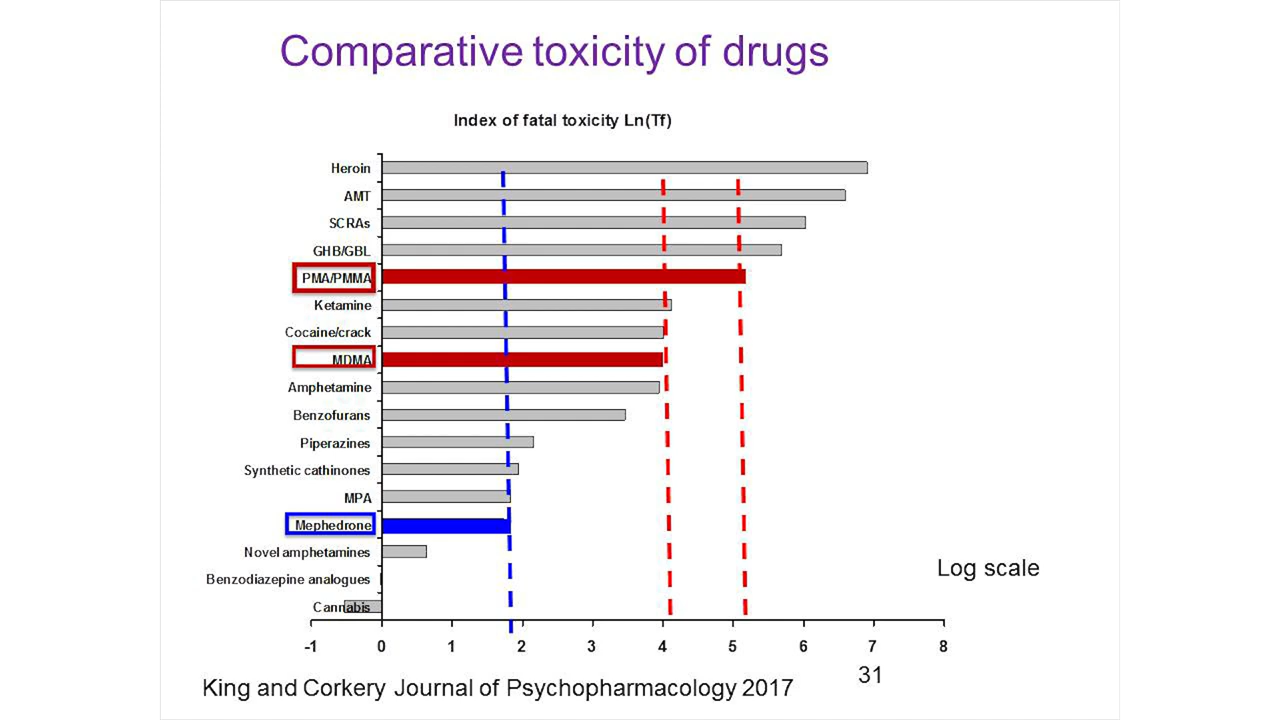 Comparative toxicity of drugs
Index of fatal toxicity Ln(Tf)
Heroin
AMT
SCRAs
GHB/GBL
PMA/PMMA
Ketamine
Cocaine/crack
MDMA
Amphetamine
Benzofurans
Piperazines
Synthetic cathinones
MPA
Mephedrone
Novel amphetamines
Benzodiazepine analogues
Cannabis
Log scale
-1 0 1 2 3 4 5 6 7 8
31
King and Corkery Journal of Psychopharmacology 2017